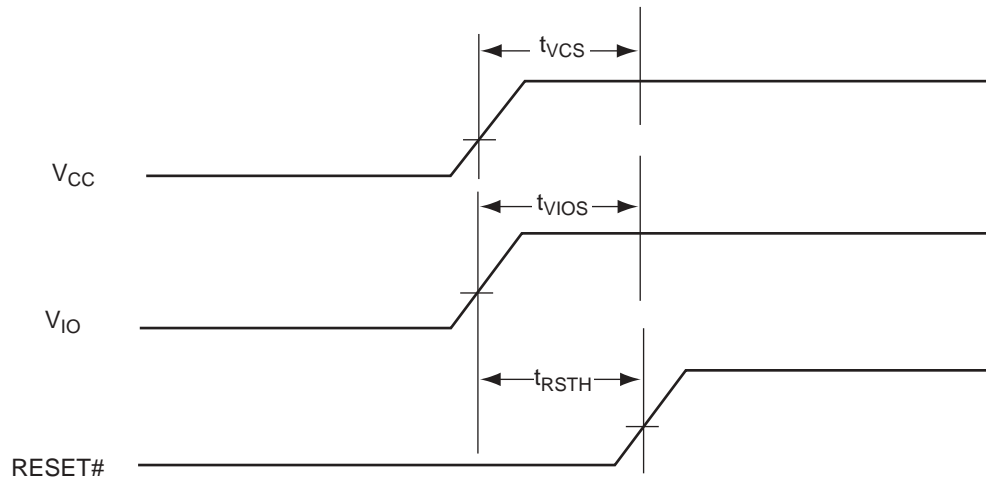 tVCS
VCC
tVIOS
VIO
tRSTH
RESET#